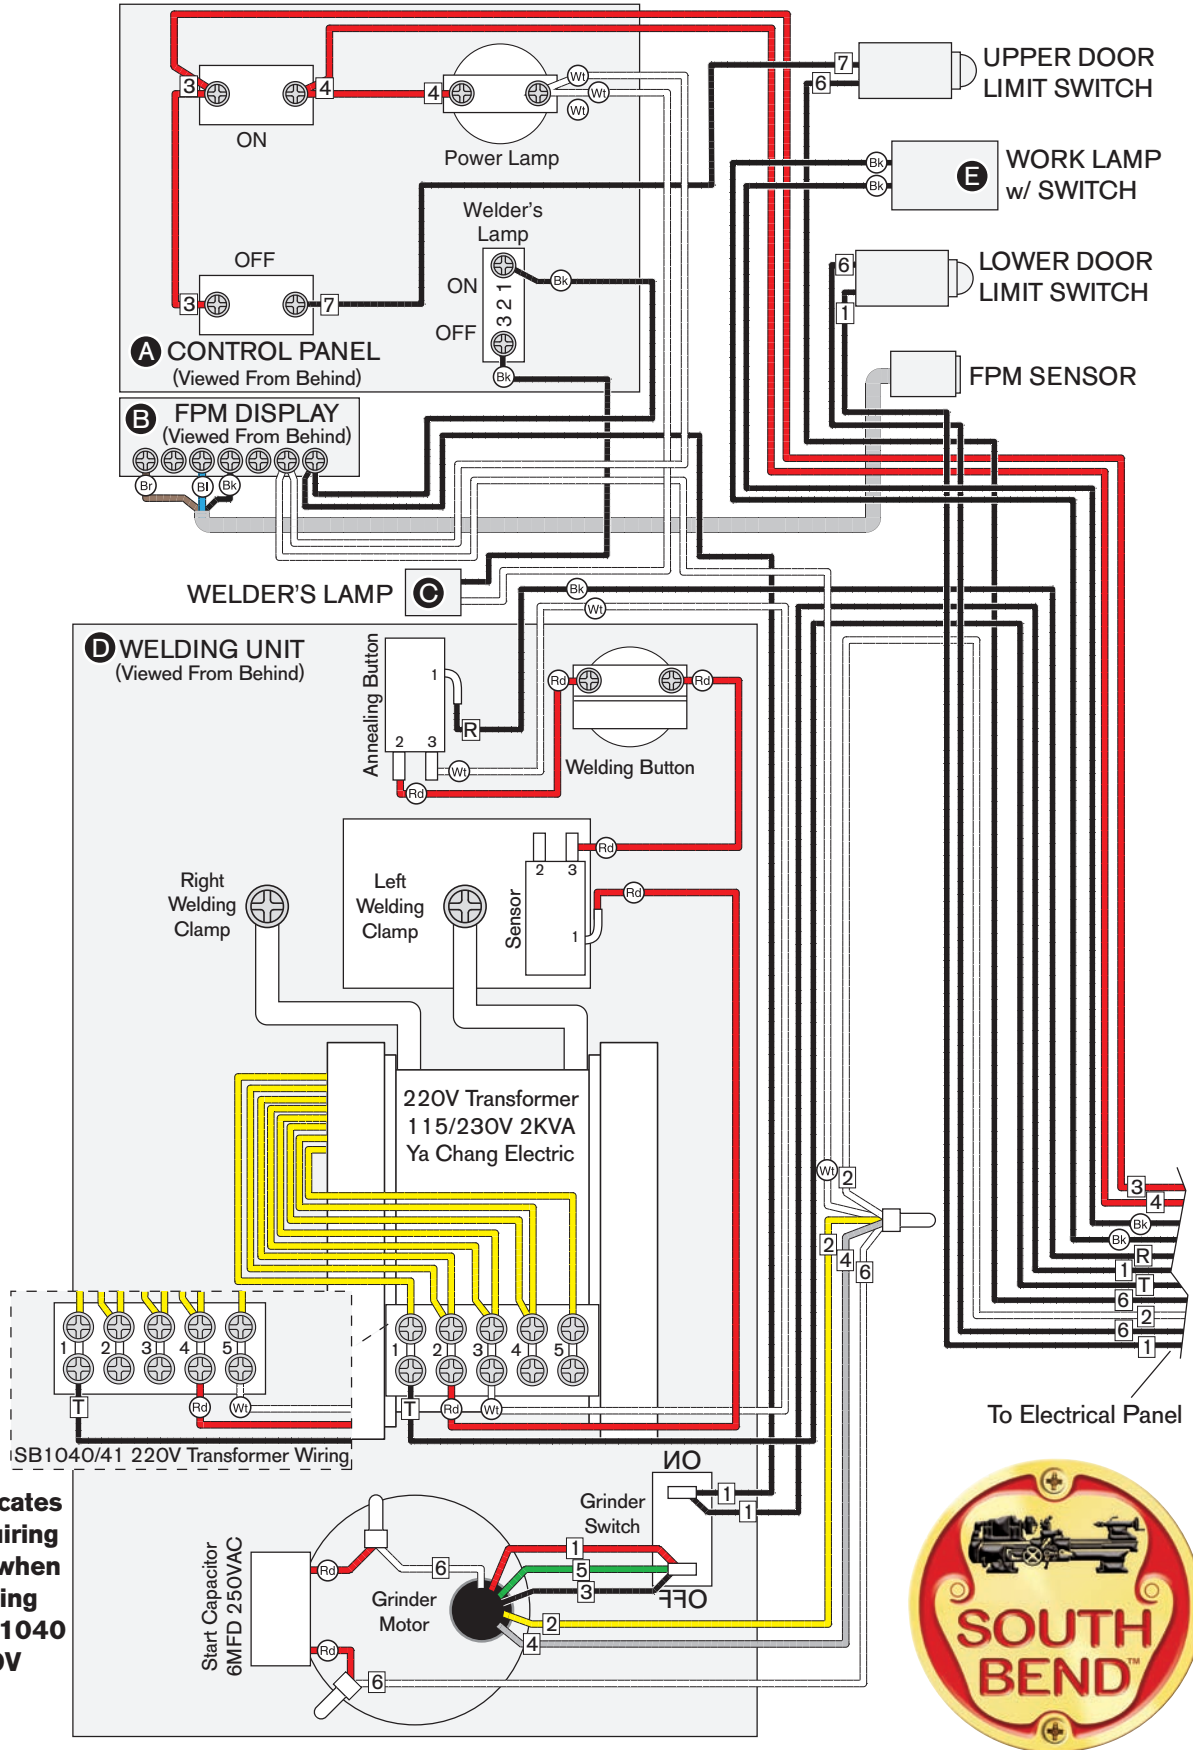 3
4
4
Wt
Wt
Wt
ON
Power Lamp
7
6
UPPER DOOR
LIMIT SWITCH
Bk
Bk
E
WORK LAMP
w/ SWITCH
Welder's
Lamp
OFF
3
7
ON
OFF
3 2 1
Bk
Bk
6
1
LOWER DOOR
LIMIT SWITCH
A CONTROL PANEL
(Viewed From Behind)
FPM SENSOR
B FPM DISPLAY
(Viewed From Behind)
Br
Bl
Bk
WELDER'S LAMP
C
Bk
Wt
D WELDING UNIT
(Viewed From Behind)
Annealing Button
1
2
3
R
Wt
Rd
Rd
Rd
Welding Button
Rd
Rd
Sensor
2
3
1
Right
Welding
Clamp
Left
Welding
Clamp
220V Transformer
115/230V 2KVA
Ya Chang Electric
Wt
2
2
4
6
3
4
Bk
Bk
R
1
T
6
2
6
1
To Electrical Panel
1
2
3
4
5
T
Rd
Wt
SB1040/41 220V Transformer Wiring
1
2
3
4
5
T
Rd
Wt
ON
Grinder
Switch
1
1
OFF
cates
uiring
when
ing
1040
0V
Start Capacitor
6MFD 250VAC
Rd
Rd
6
6
Grinder
Motor
1
5
3
2
4
SOUTH
BEND™